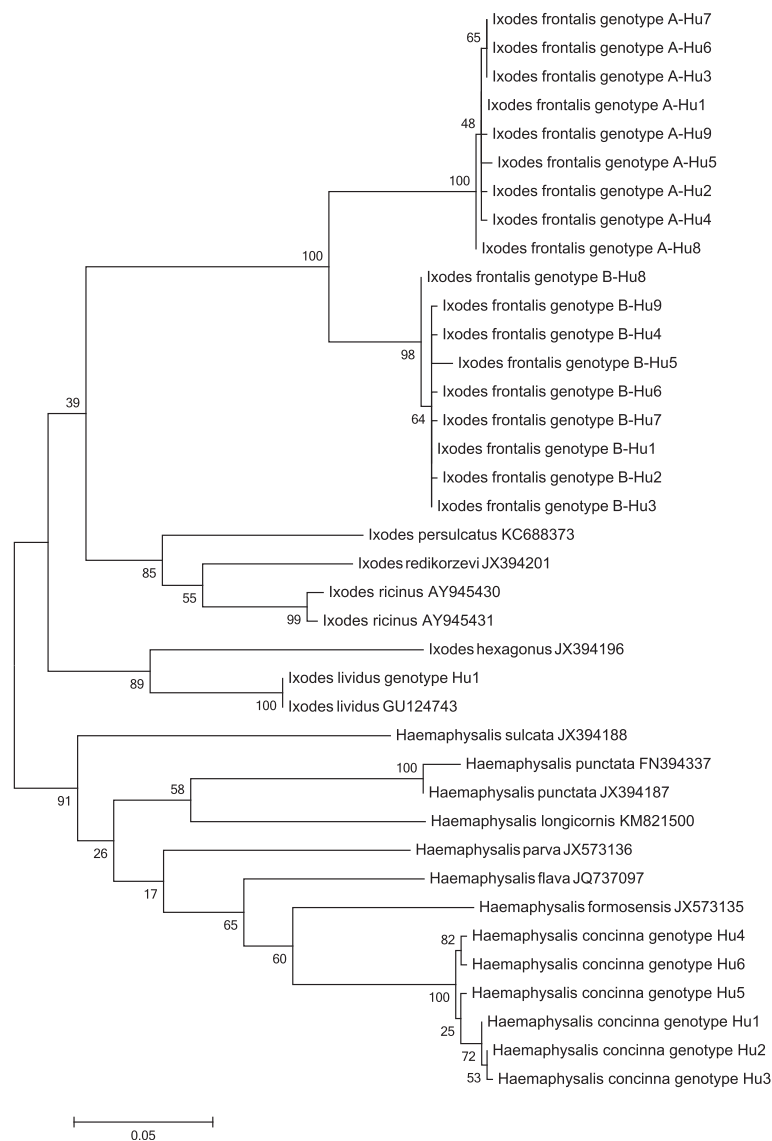 Ixodes frontalis genotype A-Hu7
65
Ixodes frontalis genotype A-Hu6
Ixodes frontalis genotype A-Hu3
Ixodes frontalis genotype A-Hu1
48
Ixodes frontalis genotype A-Hu9
Ixodes frontalis genotype A-Hu5
100
Ixodes frontalis genotype A-Hu2
Ixodes frontalis genotype A-Hu4
Ixodes frontalis genotype A-Hu8
100
Ixodes frontalis genotype B-Hu8
Ixodes frontalis genotype B-Hu9
Ixodes frontalis genotype B-Hu4
98
Ixodes frontalis genotype B-Hu5
Ixodes frontalis genotype B-Hu6
39
64
Ixodes frontalis genotype B-Hu7
Ixodes frontalis genotype B-Hu1
Ixodes frontalis genotype B-Hu2
Ixodes frontalis genotype B-Hu3
Ixodes persulcatus KC688373
85
Ixodes redikorzevi JX394201
55
Ixodes ricinus AY945430
99
Ixodes ricinus AY945431
Ixodes hexagonus JX394196
89
Ixodes lividus genotype Hu1
100
Ixodes lividus GU124743
Haemaphysalis sulcata JX394188
91
100
Haemaphysalis punctata FN394337
58
Haemaphysalis punctata JX394187
Haemaphysalis longicornis KM821500
26
Haemaphysalis parva JX573136
17
Haemaphysalis flava JQ737097
65
Haemaphysalis formosensis JX573135
60
82
Haemaphysalis concinna genotype Hu4
Haemaphysalis concinna genotype Hu6
100
Haemaphysalis concinna genotype Hu5
25
Haemaphysalis concinna genotype Hu1
72
Haemaphysalis concinna genotype Hu2
53
Haemaphysalis concinna genotype Hu3
0.05